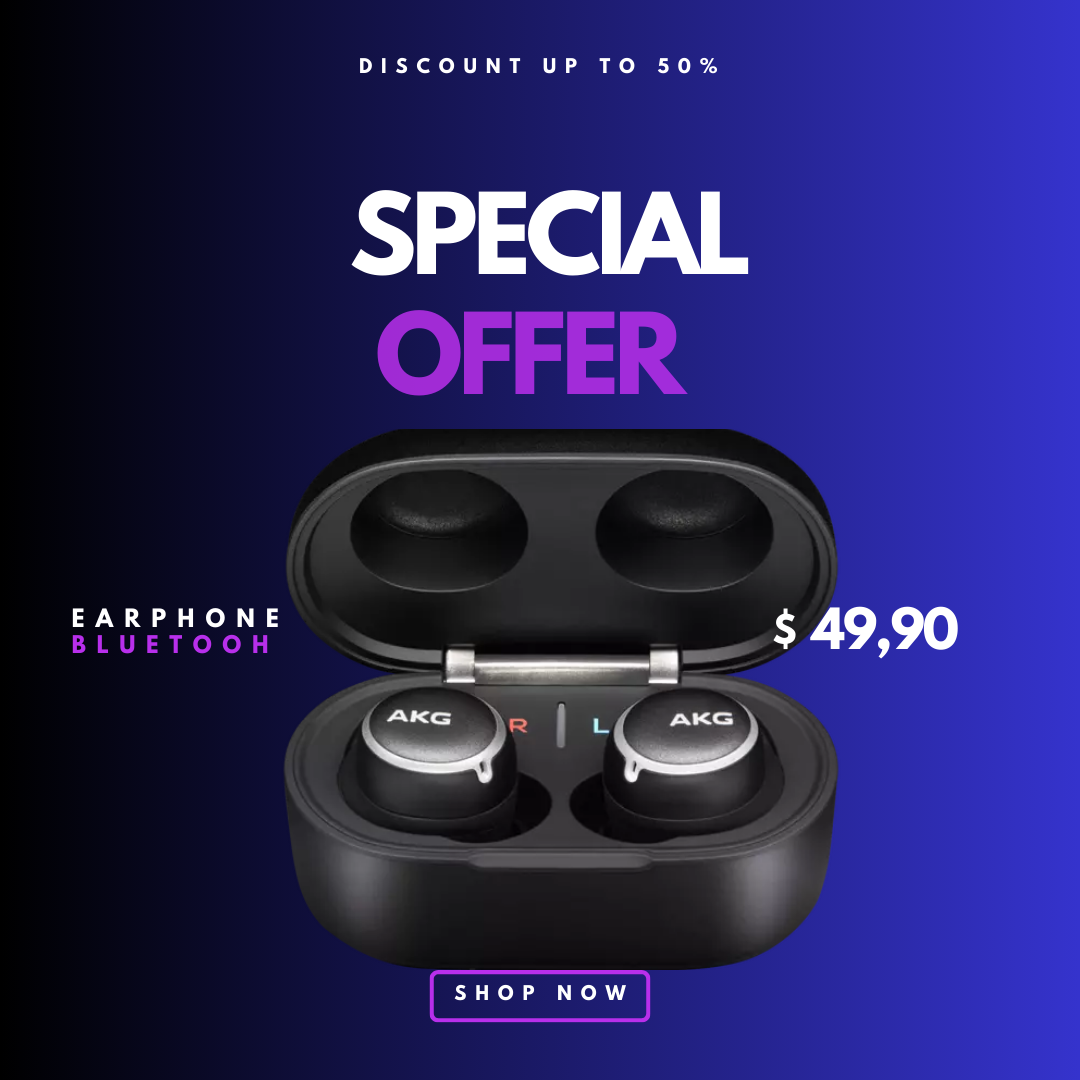 DISCOUNT UP TO 50%
SPECIAL
OFFER
EARPHONE
BLUETOOH
$ 49,90
AKG
R
L
AKG
SHOP NOW